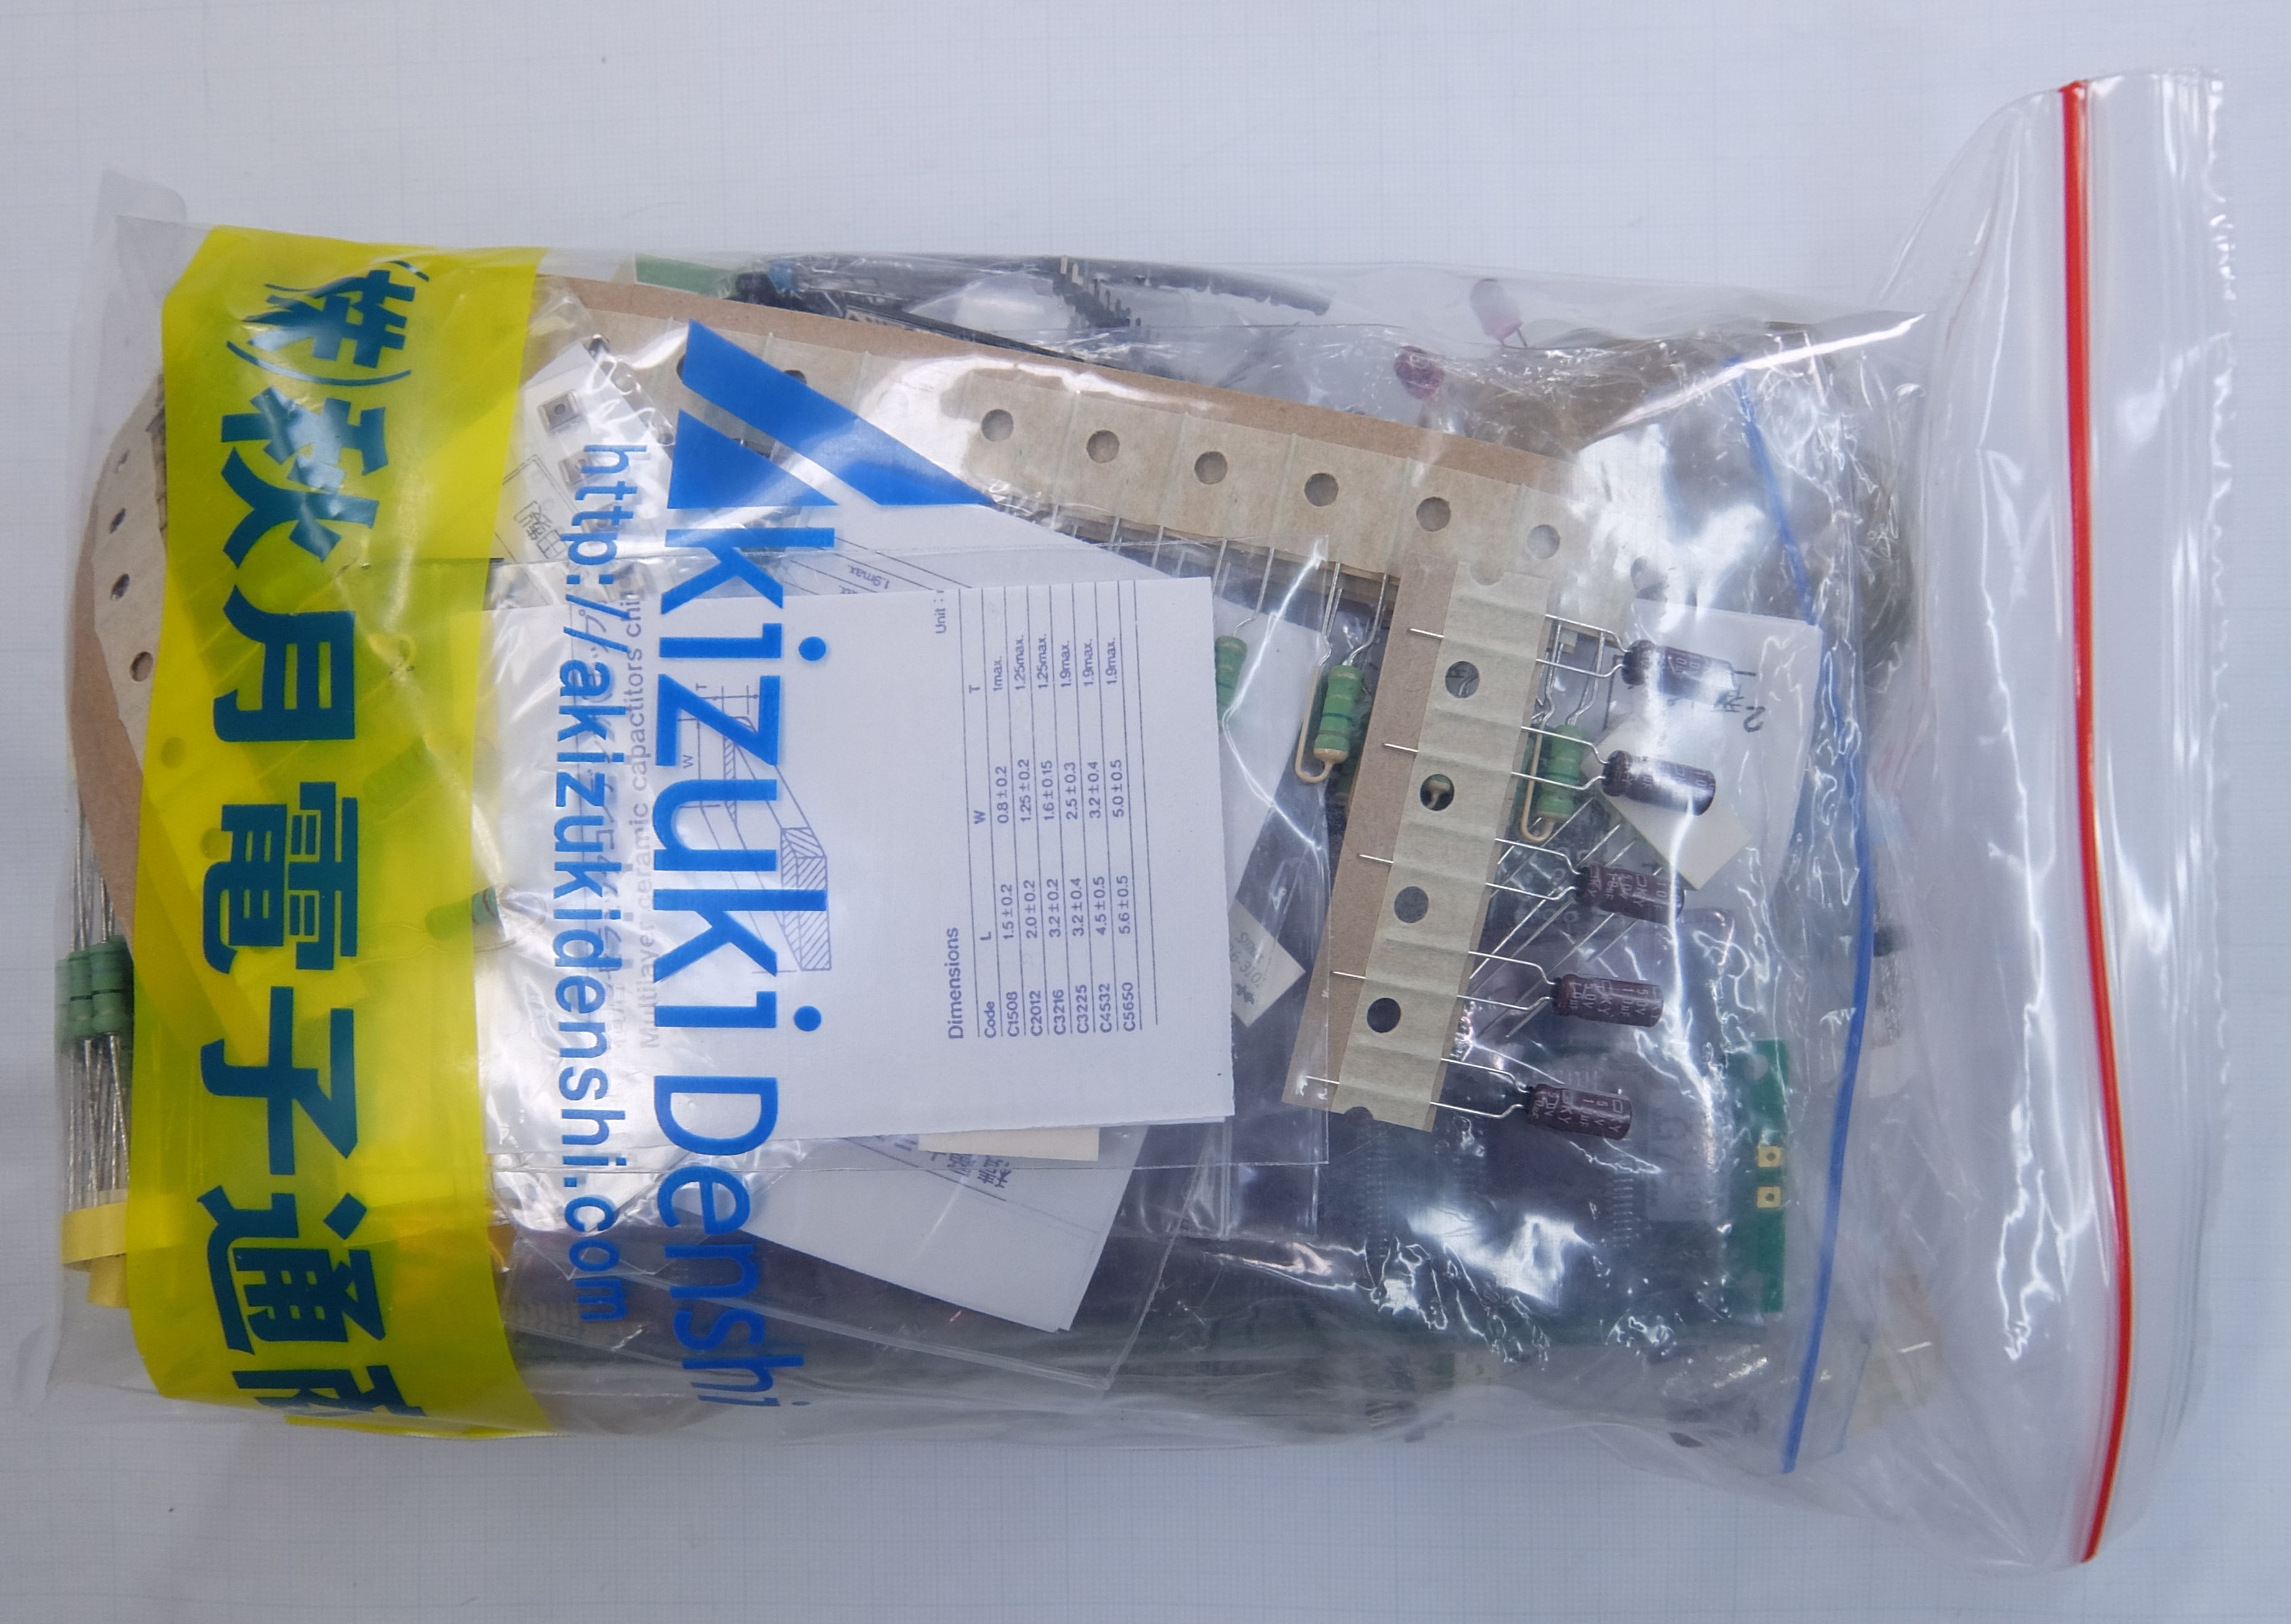 (株)秋月電子通商
Akizuki Denshi
http://akizukidenshi.com
Multilayer ceramic capacitors chi
W
T
Dimensions
Unit :
Code L W T
C1508 1.5±0.2 0.8±0.2 1max.
C2012 2.0±0.2 1.25±0.2 1.25max.
C3216 3.2±0.2 1.6±0.15 1.25max.
C3225 3.2±0.4 2.5±0.3 1.9max.
C4532 4.5±0.5 3.2±0.4 1.9max.
C5650 5.6±0.5 5.0±0.5 1.9max.
1.9max.